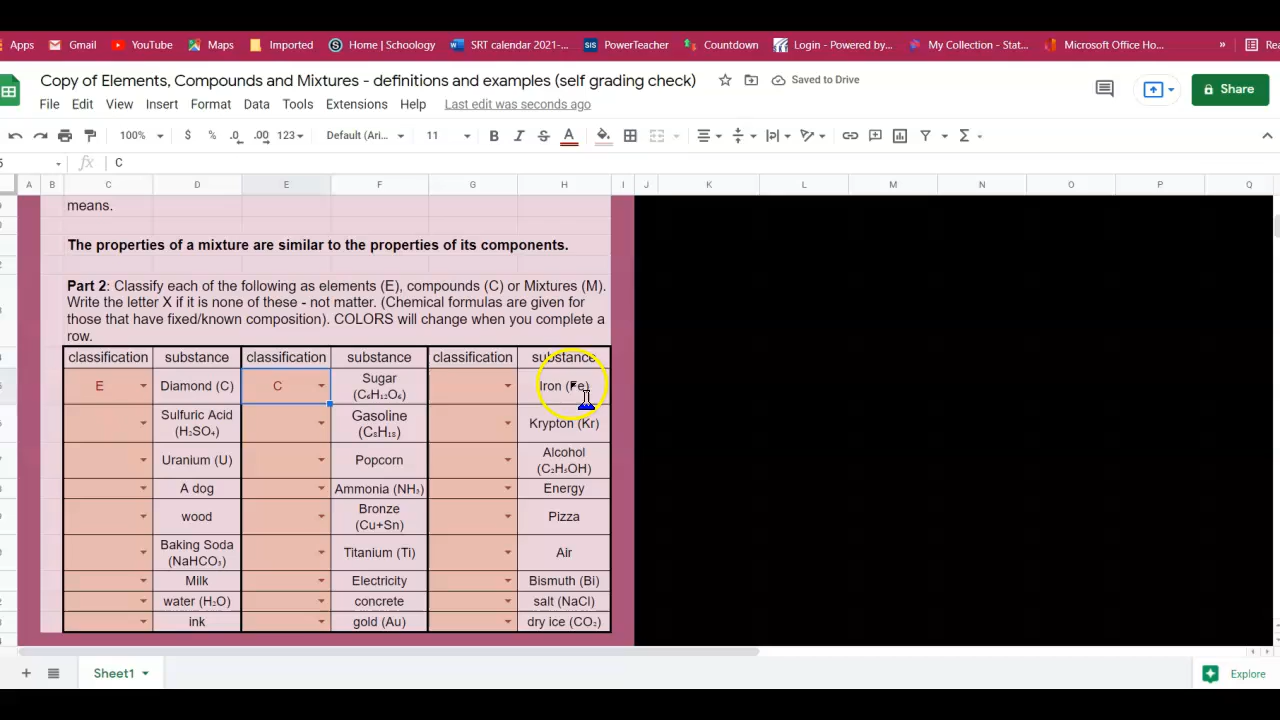 Apps Gmail YouTube Maps Imported Home | Schoology SRT calendar 2021-... SIS PowerTeacher Countdown Login - Powered by... My Collection - Stat... Microsoft Office Ho... »
Copy of Elements, Compounds and Mixtures - definitions and examples (self grading check) Saved to Drive
File Edit View Insert Format Data Tools Extensions Help Last edit was seconds ago
Share
100% $ % .0 .00 123 Default (Ari... 11 B I S A
fx C
A B C D E F G H I J K L M N O P Q
means.
The properties of a mixture are similar to the properties of its components.
Part 2: Classify each of the following as elements (E), compounds (C) or Mixtures (M).
Write the letter X if it is none of these - not matter. (Chemical formulas are given for
those that have fixed/known composition). COLORS will change when you complete a
row.
classification substance classification substance classification substance
E Diamond (C) C Sugar (C₆H₁₂O₆) Iron (Fe)
Sulfuric Acid (H₂SO₄) Gasoline (C₈H₁₈) Krypton (Kr)
Uranium (U) Popcorn Alcohol (C₂H₅OH)
A dog Ammonia (NH₃) Energy
wood Bronze (Cu+Sn) Pizza
Baking Soda (NaHCO₃) Titanium (Ti) Air
Milk Electricity Bismuth (Bi)
water (H₂O) concrete salt (NaCl)
ink gold (Au) dry ice (CO₂)
Sheet1
Explore